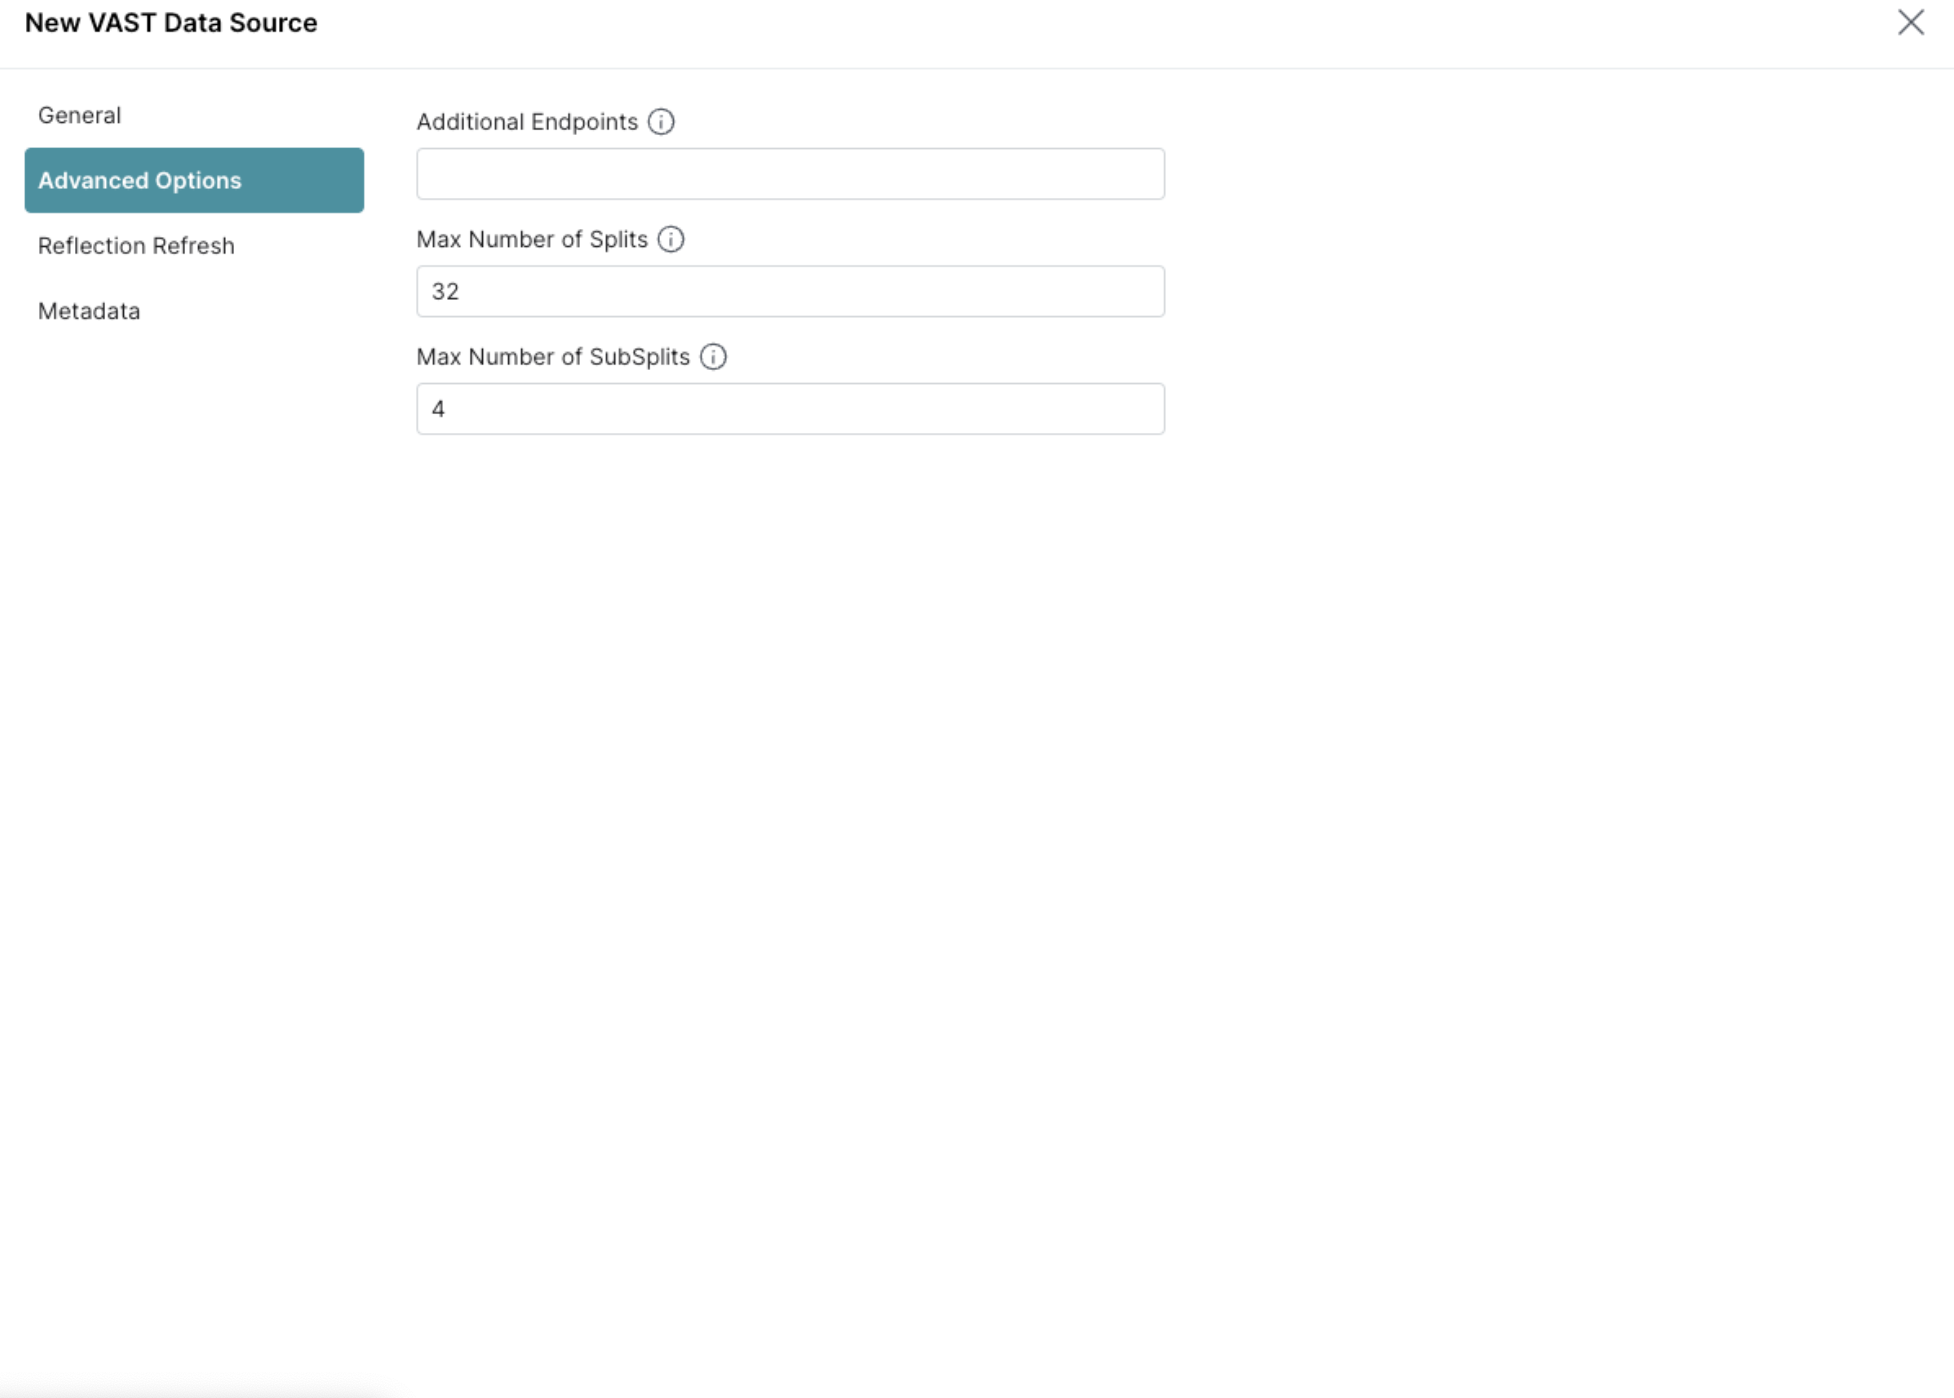 New VAST Data Source
General
Advanced Options
Reflection Refresh
Metadata
Additional Endpoints
Max Number of Splits
32
Max Number of SubSplits
4